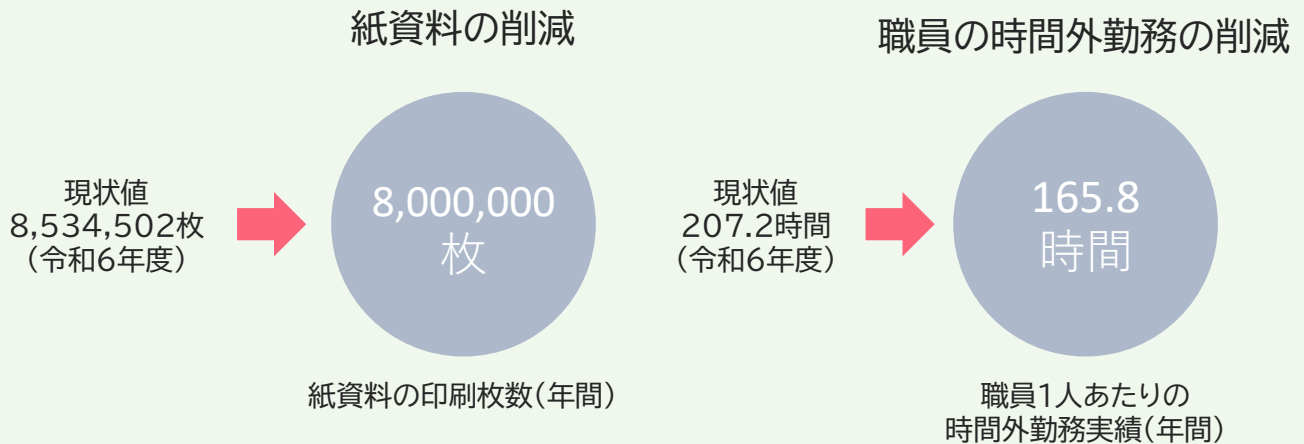 紙資料の削減
現状値
8,534,502枚
(令和6年度)
8,000,000
枚
紙資料の印刷枚数(年間)
職員の時間外勤務の削減
現状値
207.2時間
(令和6年度)
165.8
時間
職員1人あたりの
時間外勤務実績(年間)